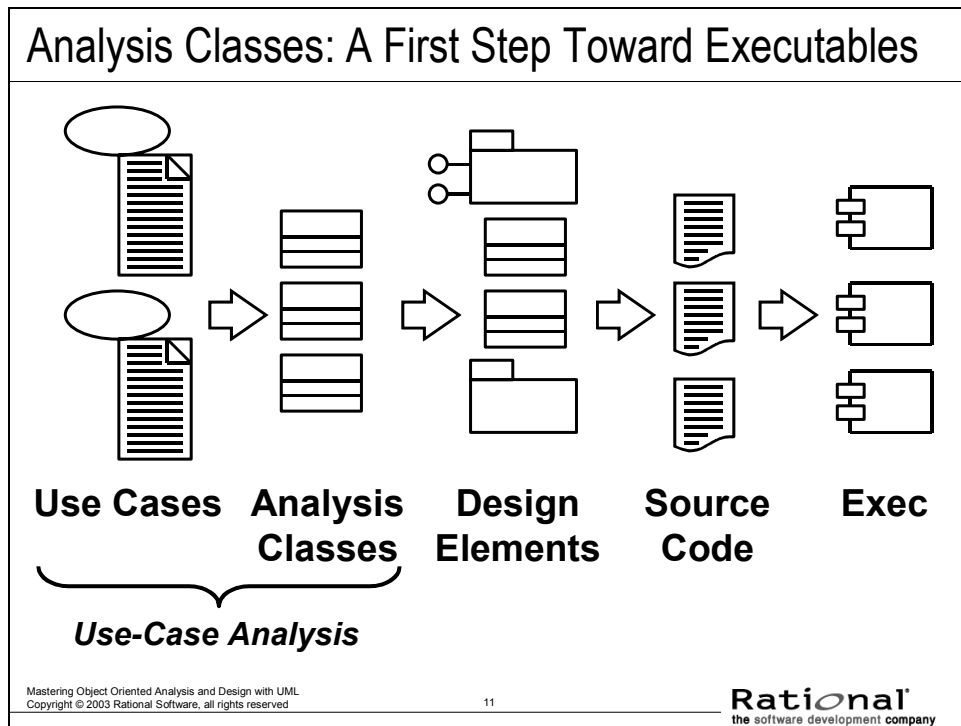 Analysis Classes: A First Step Toward Executables
Use Cases
Analysis
Classes
Design
Elements
Source
Code
Exec
Use-Case Analysis
Mastering Object Oriented Analysis and Design with UML
Copyright © 2003 Rational Software, all rights reserved
11
Rational
the software development company